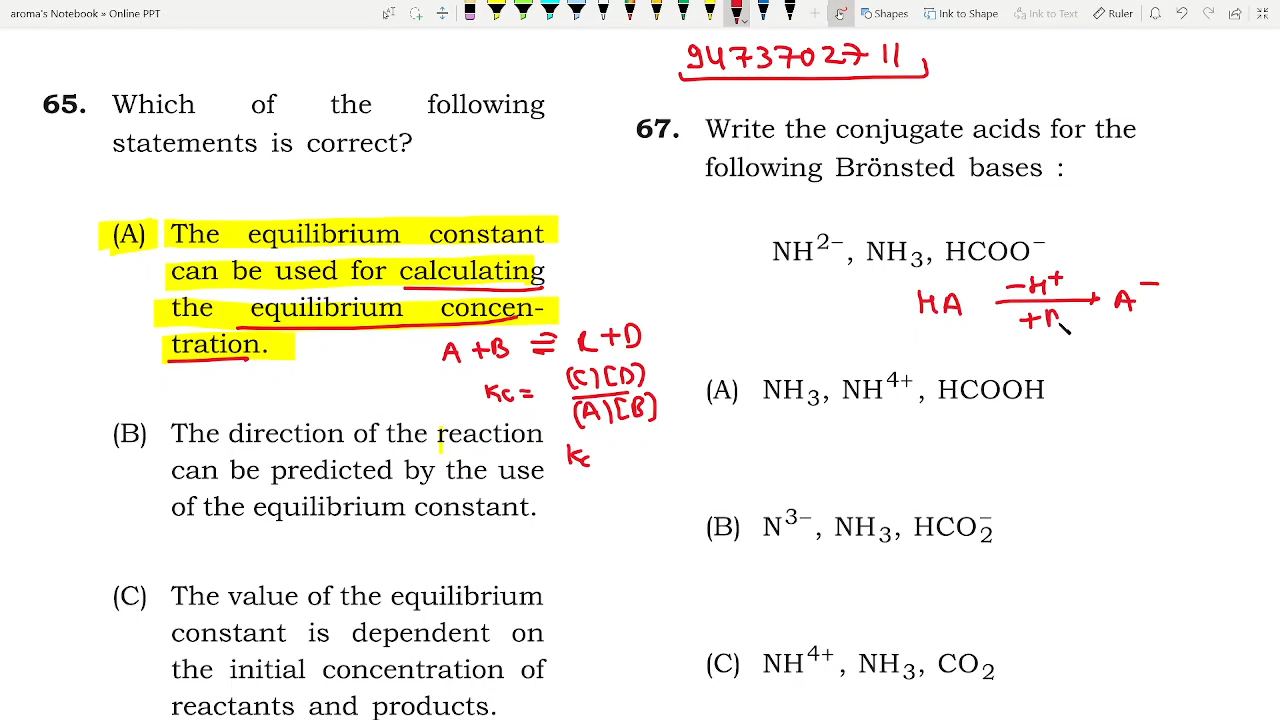 aroma's Notebook » Online PPT
Shapes Ink to Shape Ink to Text Ruler
65. Which of the following
statements is correct?
(A) The equilibrium constant
can be used for calculating
the equilibrium concen-
tration.
A + B ⇌ C + D
Kc = (C)[D] / (A)[B]
Kc
(B) The direction of the reaction
can be predicted by the use
of the equilibrium constant.
(C) The value of the equilibrium
constant is dependent on
the initial concentration of
reactants and products.
9473702711
67. Write the conjugate acids for the
following Brönsted bases :
NH²⁻, NH₃, HCOO⁻
HA –H⁺ → A⁻
(A) NH₃, NH⁴⁺, HCOOH
(B) N³⁻, NH₃, HCO₂⁻
(C) NH⁴⁺, NH₃, CO₂